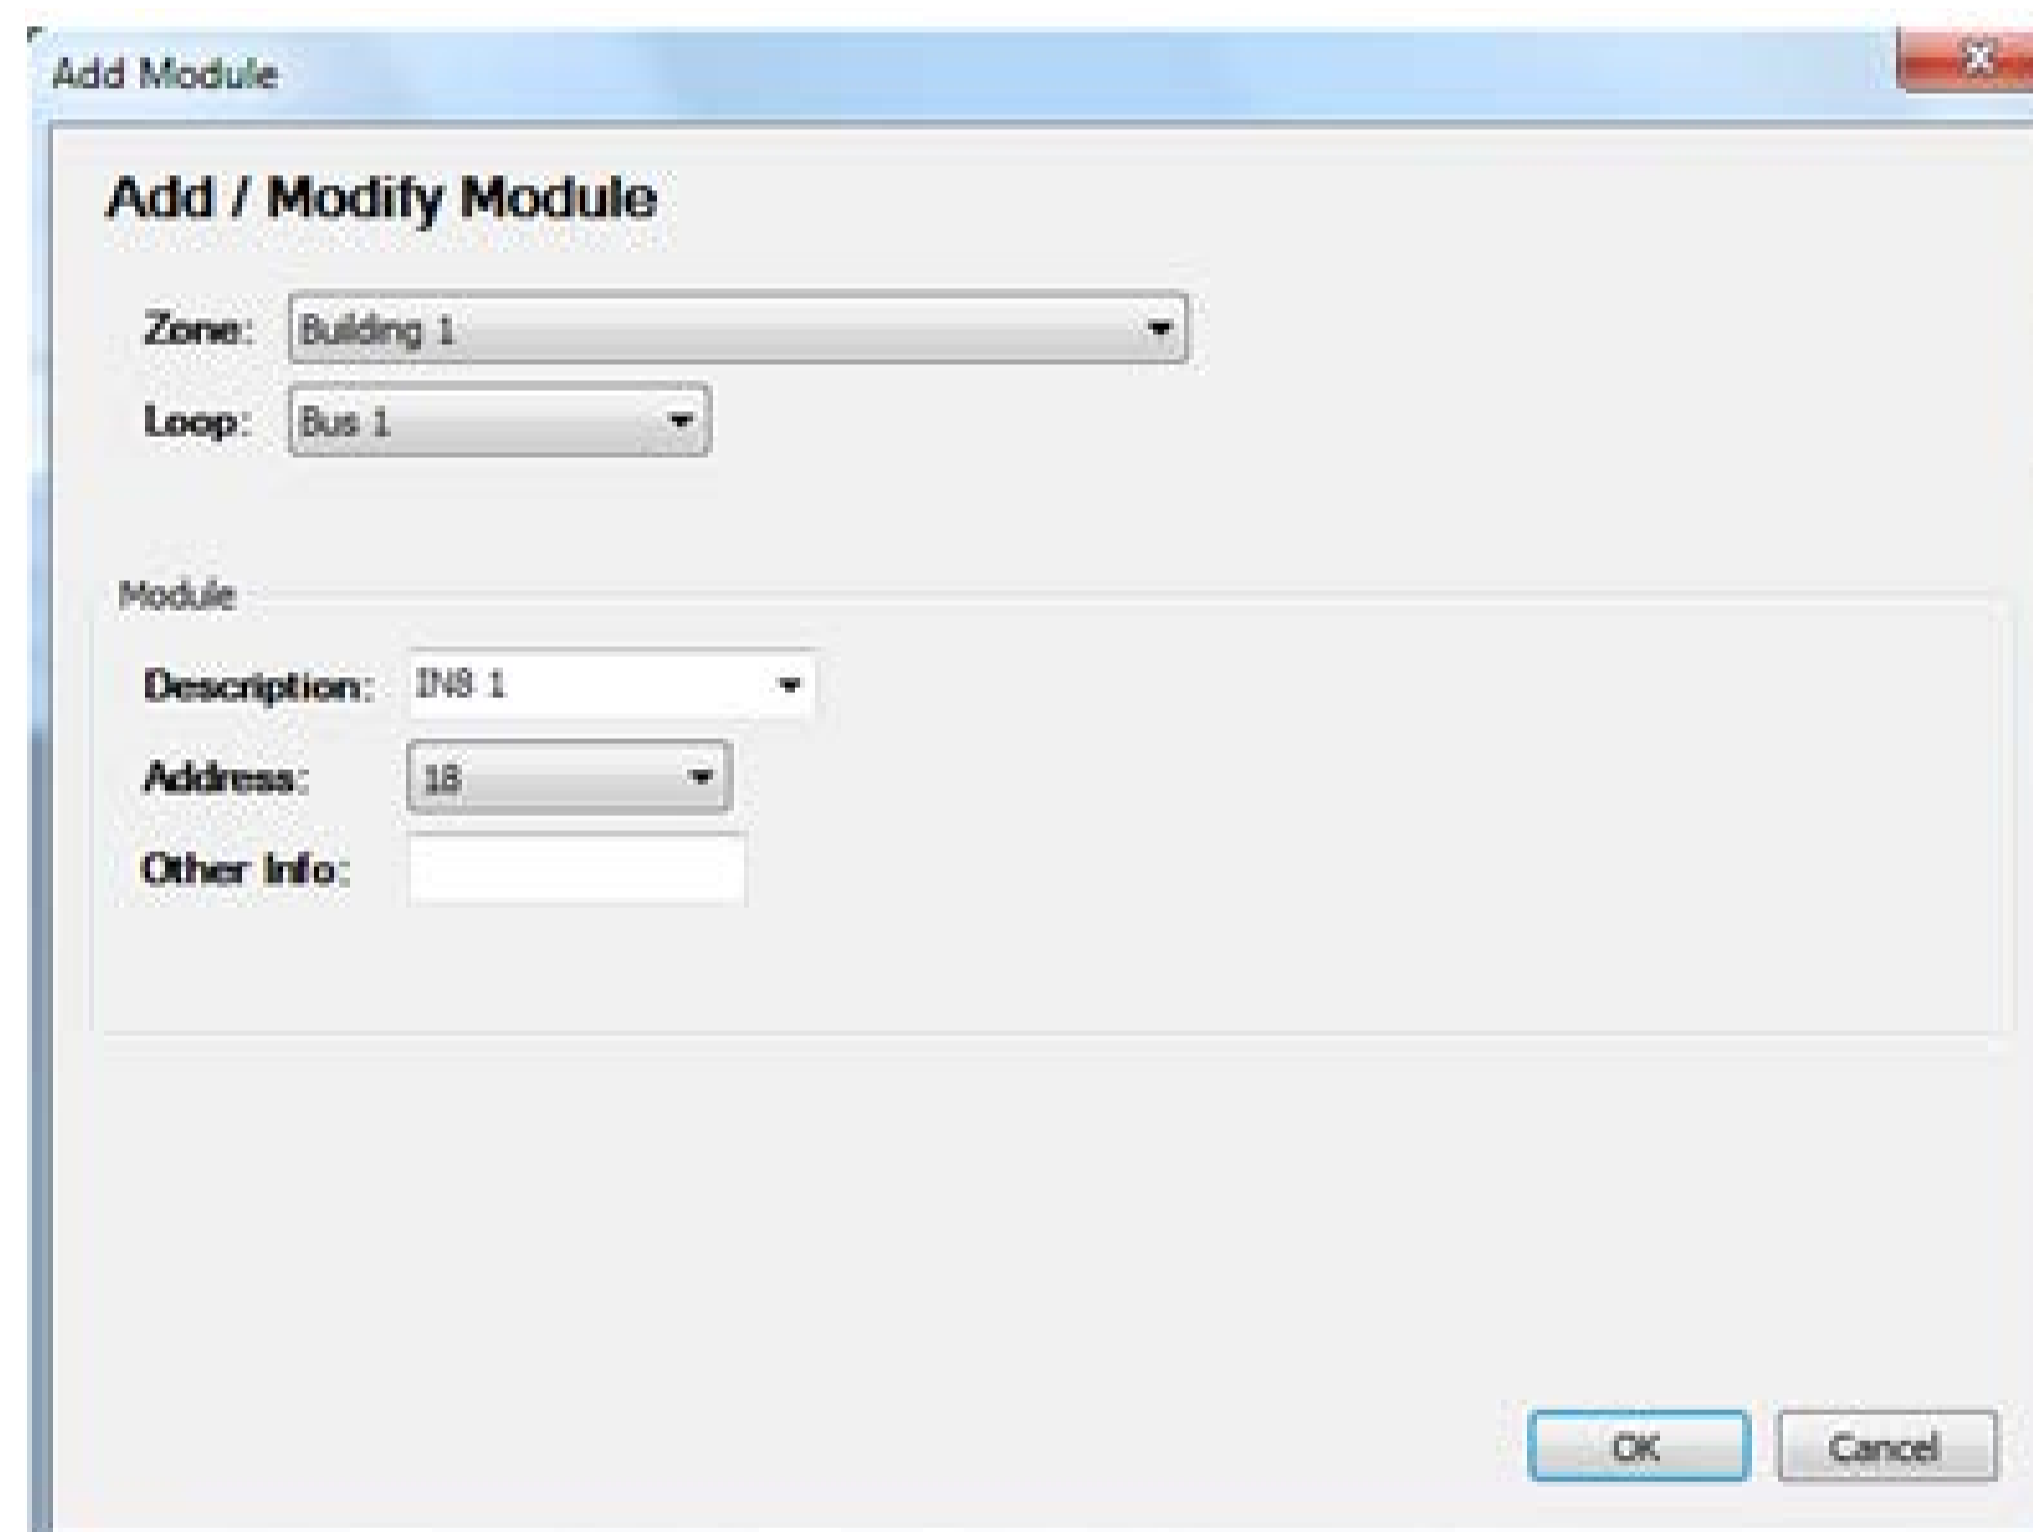 Add Module
Add / Modify Module
Zone: Building 1
Loop: Bus 1
Module
Description: IN8 1
Address: 18
Other Info:
OK Cancel